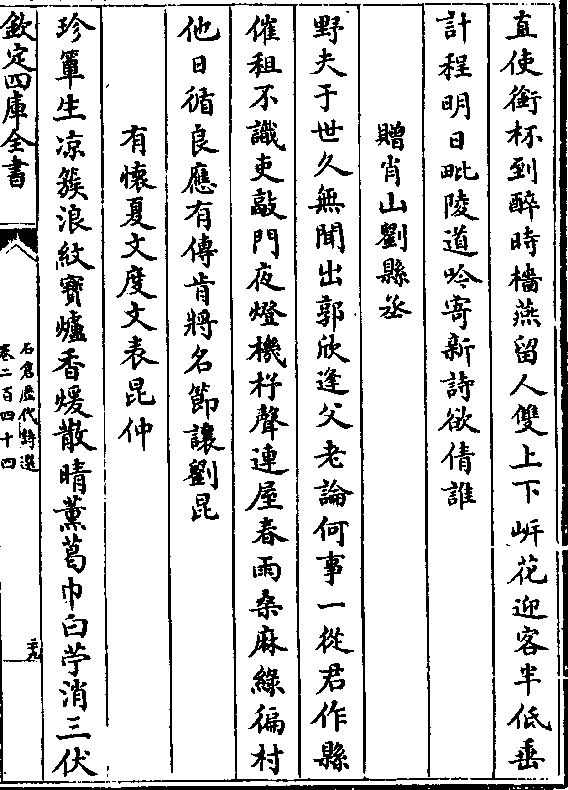 直使銜杯到醉時檣燕留人雙上下㟁花迎客半低垂
計程明日毗陵道吟寄新詩欲倩誰
贈肖山劉縣丞
野夫于世久無聞出郭欣逢父老論何事一從君作縣
催租不識吏敲門夜燈機杼聲連屋春雨桑麻綠徧村
他日循良應有傳肯將名節讓劉昆
有懷夏文度文表昆仲
珍簟生凉簇浪紋寶爐香煖散晴薰葛巾白苧消三伏
欽定四庫全書
石倉歷代詩選
卷二百四十四
二九